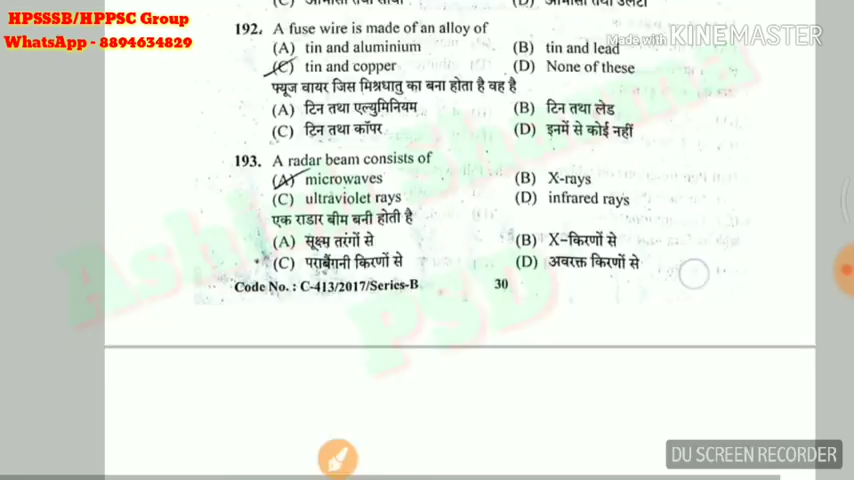 HPSSSB/HPPSC Group
WhatsApp - 8894634829
Made with KINEMASTER
192. A fuse wire is made of an alloy of
(A) tin and aluminium (B) tin and lead
(C) tin and copper (D) None of these
फ्यूज वायर जिस मिश्रधातु का बना होता है वह है
(A) टिन तथा एल्युमिनियम (B) टिन तथा लेड
(C) टिन तथा कॉपर (D) इनमें से कोई नहीं
193. A radar beam consists of
(A) microwaves (B) X-rays
(C) ultraviolet rays (D) infrared rays
एक राडार बीम बनी होती है
(A) सूक्ष्म तरंगों से (B) X-किरणों से
(C) पराबैंगनी किरणों से (D) अवरक्त किरणों से
Code No. : C-413/2017/Series-B 30
Ashish Sharma
PSD
DU SCREEN RECORDER